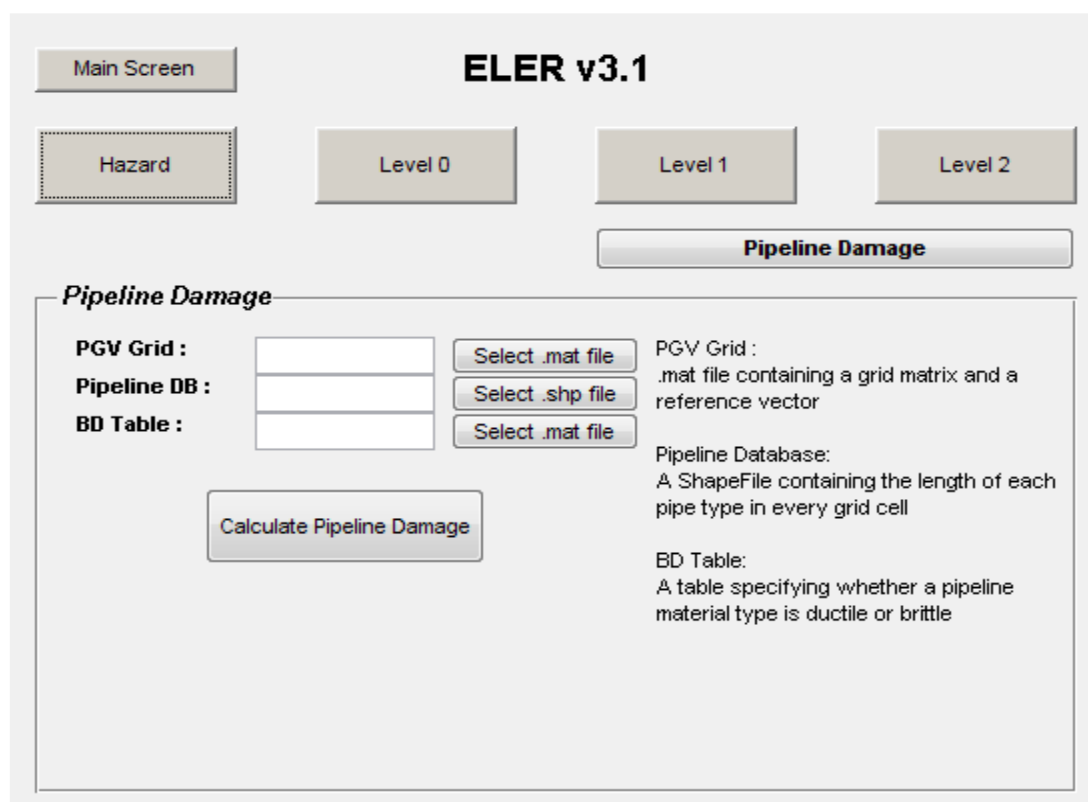 Main Screen
ELER v3.1
Hazard
Level 0
Level 1
Level 2
Pipeline Damage
Pipeline Damage
PGV Grid :
Select .mat file
Pipeline DB :
Select .shp file
BD Table :
Select .mat file
Calculate Pipeline Damage
PGV Grid :
.mat file containing a grid matrix and a
reference vector
Pipeline Database:
A ShapeFile containing the length of each
pipe type in every grid cell
BD Table:
A table specifying whether a pipeline
material type is ductile or brittle